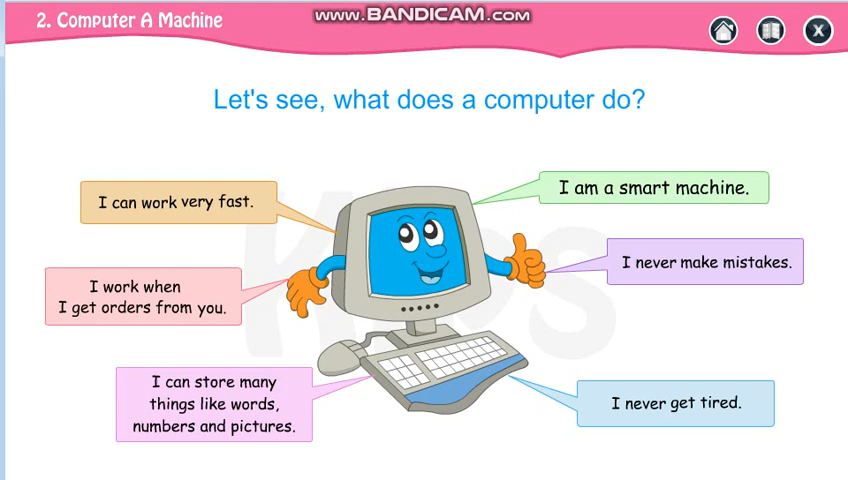 www.BANDICAM.com
2. Computer A Machine
X
Let's see, what does a computer do?
I can work very fast.
I am a smart machine.
I work when
I get orders from you.
I never make mistakes.
I can store many
things like words,
numbers and pictures.
I never get tired.
Kips